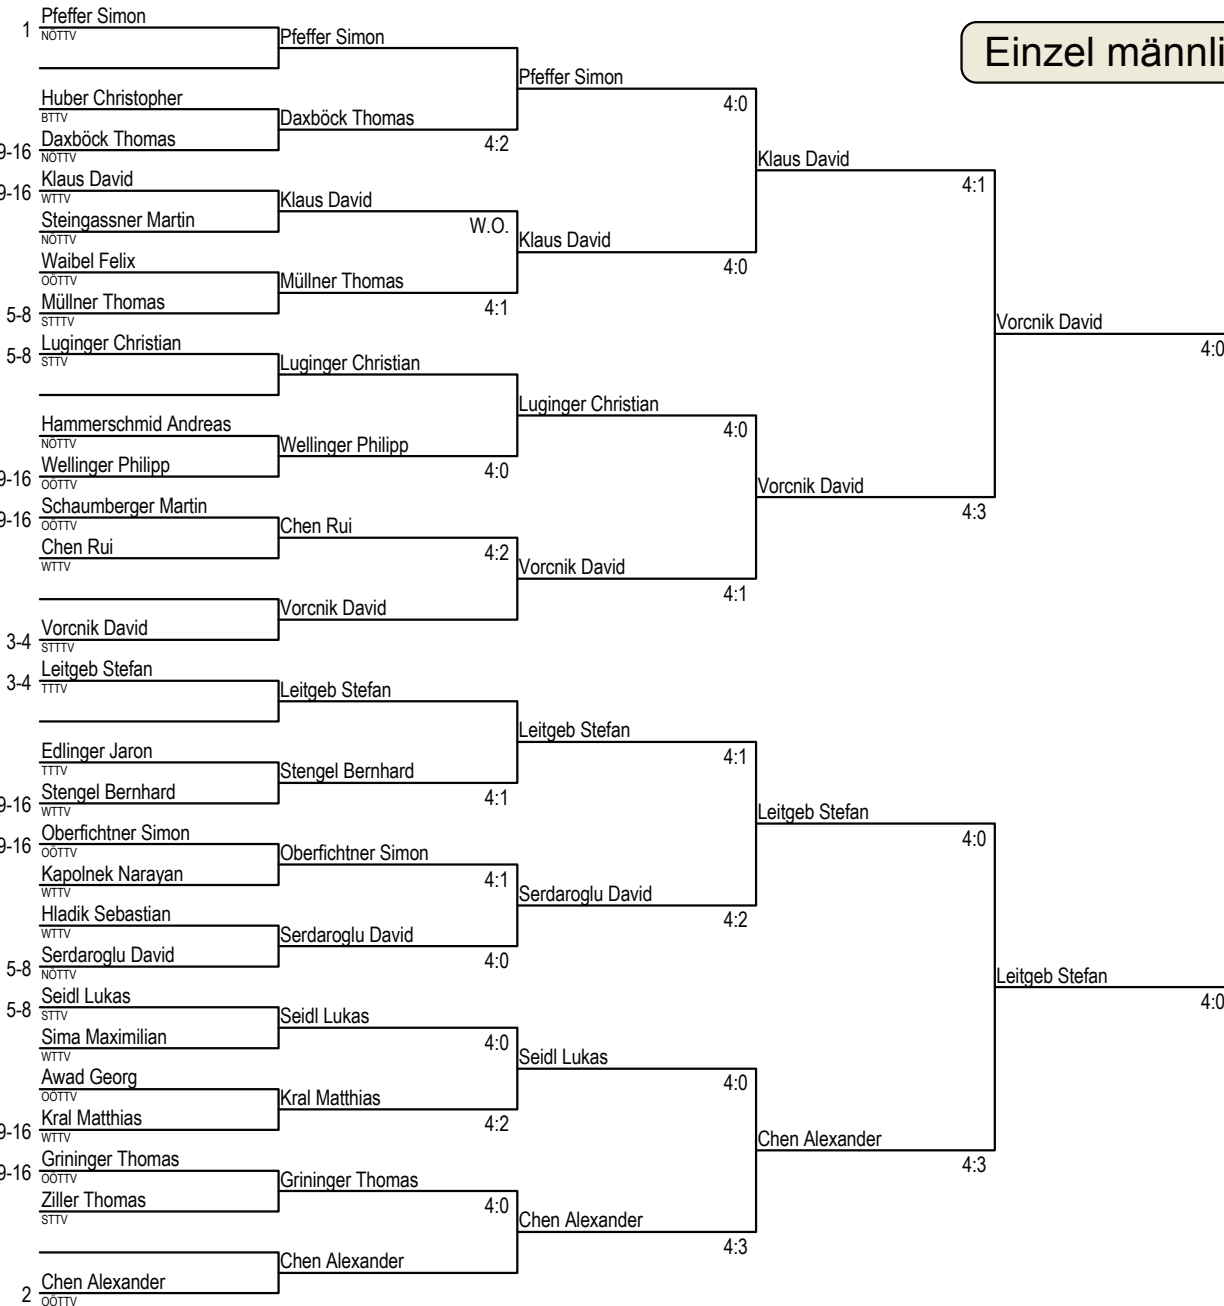 Einzel männli
1
Pfeffer Simon
NÖTTV
Huber Christopher
BTTV
9-16
Daxböck Thomas
NÖTTV
9-16
Klaus David
WTTV
Steingassner Martin
NÖTTV
Waibel Felix
OÖTTV
5-8
Müllner Thomas
STTTV
5-8
Luginger Christian
STTV
Hammerschmid Andreas
NÖTTV
9-16
Wellinger Philipp
OÖTTV
9-16
Schaumberger Martin
OÖTTV
Chen Rui
WTTV
3-4
Vorcnik David
STTTV
3-4
Leitgeb Stefan
TTTV
Edlinger Jaron
TTTV
9-16
Stengel Bernhard
WTTV
9-16
Oberfichtner Simon
OÖTTV
Kapolnek Narayan
WTTV
Hladik Sebastian
WTTV
5-8
Serdaroglu David
NÖTTV
5-8
Seidl Lukas
STTV
Sima Maximilian
WTTV
Awad Georg
OÖTTV
9-16
Kral Matthias
WTTV
9-16
Grininger Thomas
OÖTTV
Ziller Thomas
STTV
2
Chen Alexander
OÖTTV
Pfeffer Simon
Daxböck Thomas
4:2
Klaus David
W.O.
Müllner Thomas
4:1
Luginger Christian
Wellinger Philipp
4:0
Chen Rui
4:2
Vorcnik David
Leitgeb Stefan
Stengel Bernhard
4:1
Oberfichtner Simon
4:1
Serdaroglu David
4:0
Seidl Lukas
4:0
Kral Matthias
4:2
Grininger Thomas
4:0
Chen Alexander
Pfeffer Simon
4:0
Klaus David
4:0
Luginger Christian
4:0
Vorcnik David
4:1
Leitgeb Stefan
4:1
Serdaroglu David
4:2
Seidl Lukas
4:0
Chen Alexander
4:3
Klaus David
4:1
Vorcnik David
4:3
Leitgeb Stefan
4:0
Chen Alexander
4:3
Vorcnik David
4:0
Leitgeb Stefan
4:0